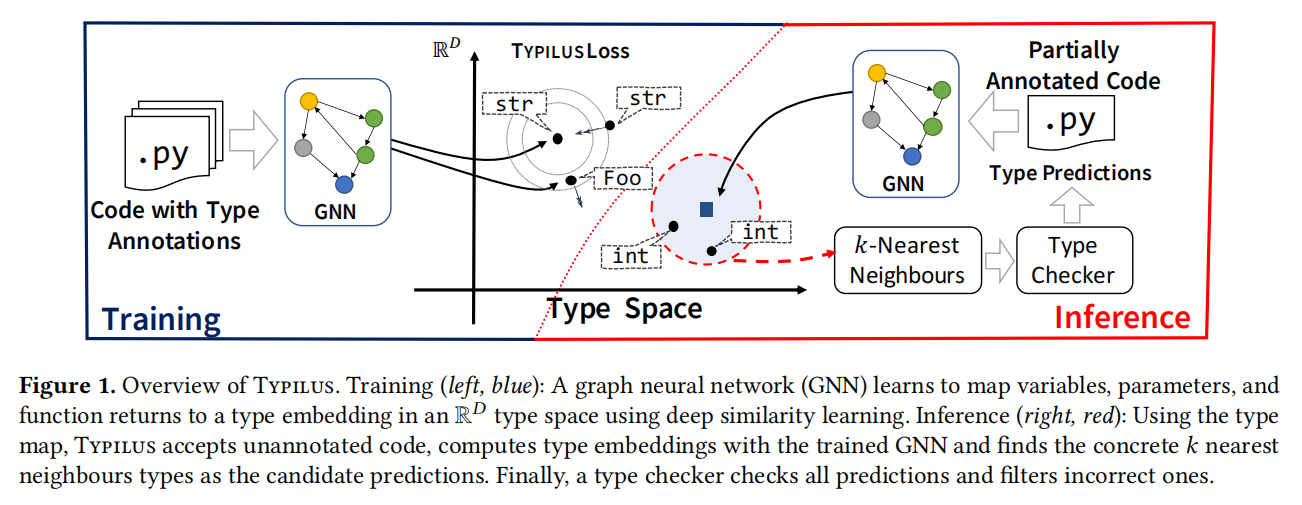 ℝᴰ
TYPILUS Loss
str
str
Foo
.py
Code with Type
Annotations
GNN
Training
Type Space
int
int
GNN
Partially
Annotated Code
.py
Type Predictions
k-Nearest
Neighbours
Type
Checker
Inference
Figure 1. Overview of TYPILUS. Training (left, blue): A graph neural network (GNN) learns to map variables, parameters, and
function returns to a type embedding in an ℝᴰ type space using deep similarity learning. Inference (right, red): Using the type
map, TYPILUS accepts unannotated code, computes type embeddings with the trained GNN and finds the concrete k nearest
neighbours types as the candidate predictions. Finally, a type checker checks all predictions and filters incorrect ones.